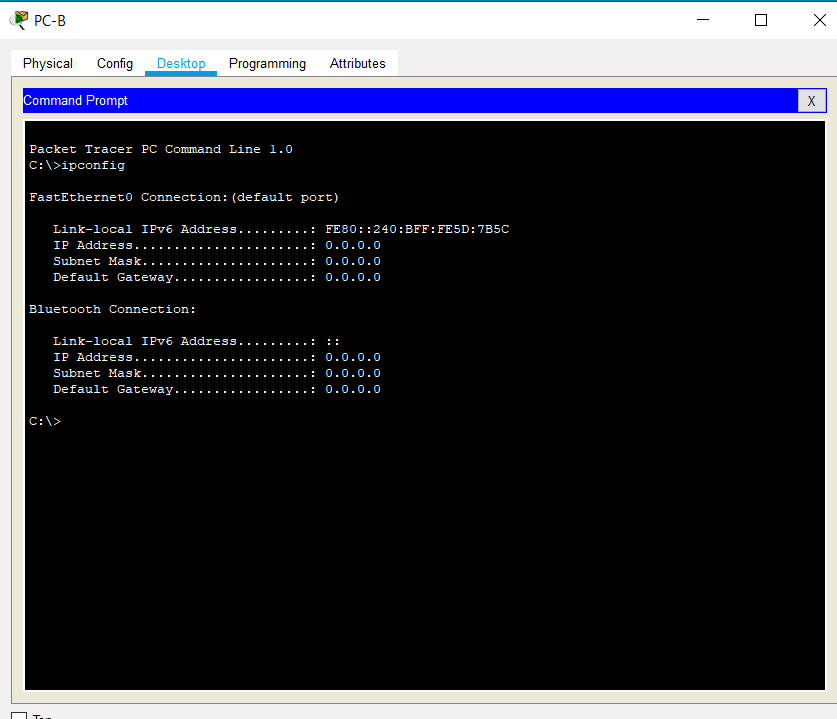 PC-B
Physical Config Desktop Programming Attributes
Command Prompt X
Packet Tracer PC Command Line 1.0
C:\>ipconfig
FastEthernet0 Connection:(default port)
Link-local IPv6 Address.........: FE80::240:BFF:FE5D:7B5C
IP Address......................: 0.0.0.0
Subnet Mask.....................: 0.0.0.0
Default Gateway.................: 0.0.0.0
Bluetooth Connection:
Link-local IPv6 Address.........: ::
IP Address......................: 0.0.0.0
Subnet Mask.....................: 0.0.0.0
Default Gateway.................: 0.0.0.0
C:\>